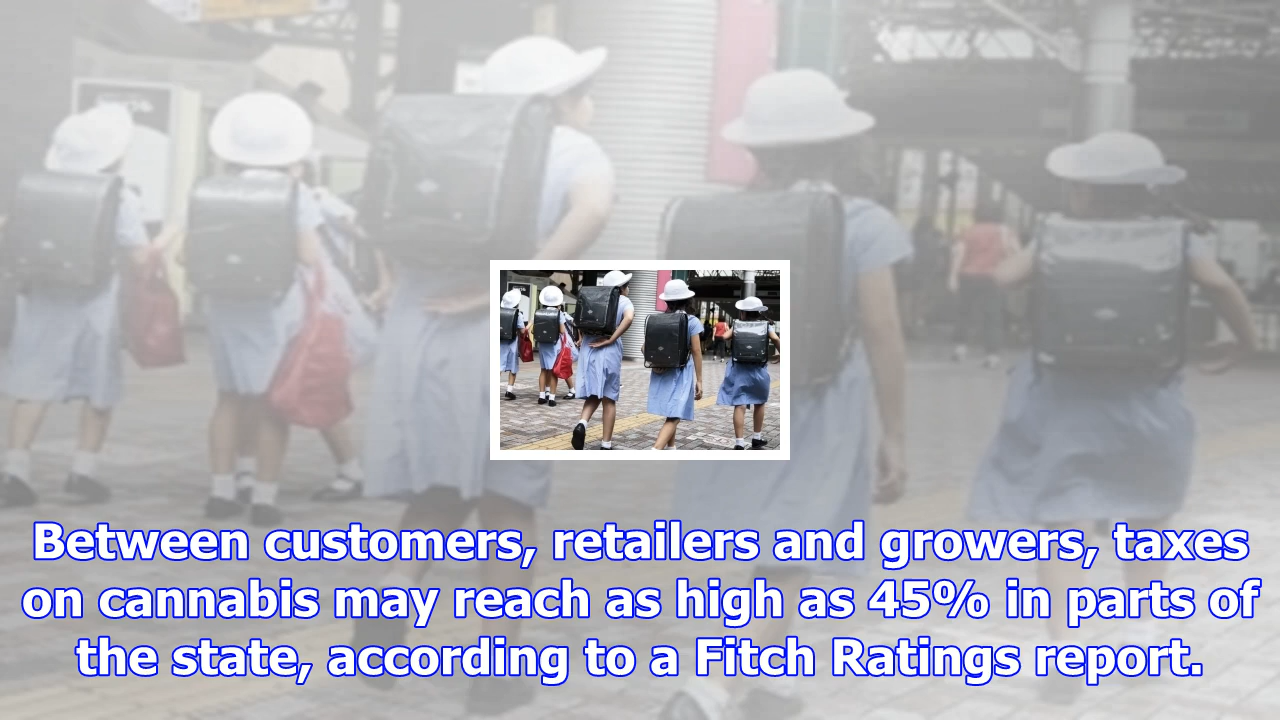 Between customers, retailers and growers, taxes
on cannabis may reach as high as 45% in parts of
the state, according to a Fitch Ratings report.